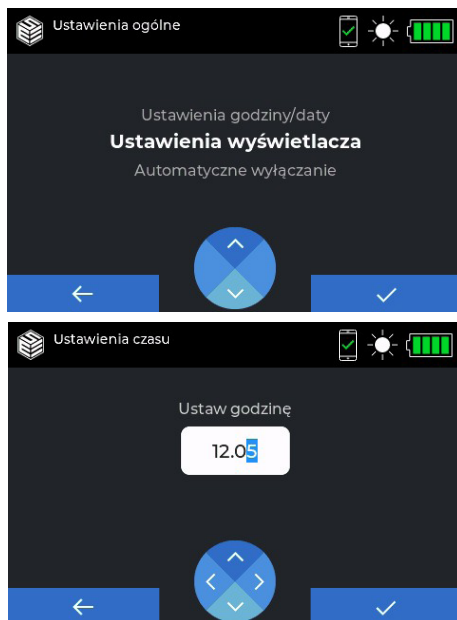 Ustawienia ogólne
Ustawienia godziny/daty
Ustawienia wyświetlacza
Automatyczne wyłączanie
Ustawienia czasu
Ustaw godzinę
12.05